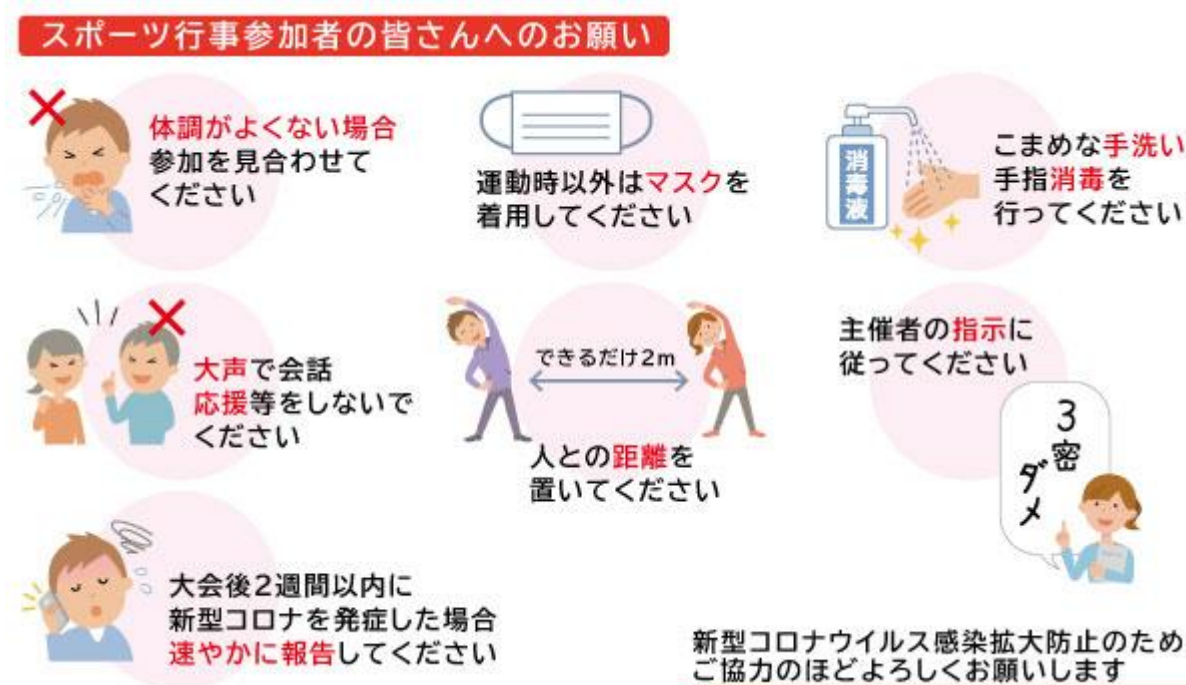 スポーツ行事参加者の皆さんへのお願い
体調がよくない場合
参加を見合わせて
ください
運動時以外はマスクを
着用してください
消毒液
こまめな手洗い
手指消毒を
行ってください
大声で会話
応援等をしないで
ください
できるだけ2m
人との距離を
置いてください
主催者の指示に
従ってください
3密
ダメ
大会後2週間以内に
新型コロナを発症した場合
速やかに報告してください
新型コロナウイルス感染拡大防止のため
ご協力のほどよろしくお願いします